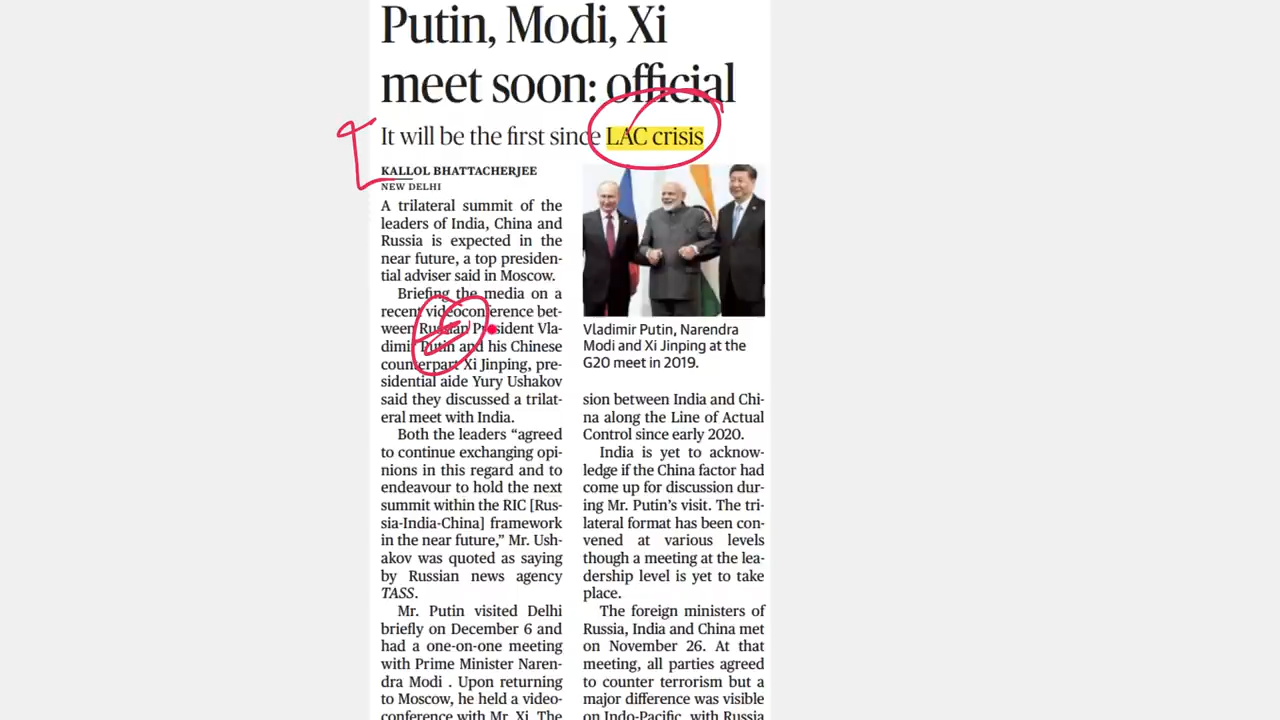 Putin, Modi, Xi
meet soon: official
It will be the first since LAC crisis
KALLOL BHATTACHERJEE
NEW DELHI
A trilateral summit of the
leaders of India, China and
Russia is expected in the
near future, a top presiden-
tial adviser said in Moscow.
Briefing the media on a
recent videoconference bet-
ween Russian President Vla-
dimir Putin and his Chinese
counterpart Xi Jinping, pre-
sidential aide Yury Ushakov
said they discussed a trilat-
eral meet with India.
Both the leaders “agreed
to continue exchanging opi-
nions in this regard and to
endeavour to hold the next
summit within the RIC [Rus-
sia-India-China] framework
in the near future,” Mr. Ush-
akov was quoted as saying
by Russian news agency
TASS.
Mr. Putin visited Delhi
briefly on December 6 and
had a one-on-one meeting
with Prime Minister Naren-
dra Modi . Upon returning
to Moscow, he held a video-
conference with Mr. Xi. The
Vladimir Putin, Narendra
Modi and Xi Jinping at the
G20 meet in 2019.
sion between India and Chi-
na along the Line of Actual
Control since early 2020.
India is yet to acknow-
ledge if the China factor had
come up for discussion dur-
ing Mr. Putin’s visit. The tri-
lateral format has been con-
vened at various levels
though a meeting at the lea-
dership level is yet to take
place.
The foreign ministers of
Russia, India and China met
on November 26. At that
meeting, all parties agreed
to counter terrorism but a
major difference was visible
on Indo-Pacific, with Russia